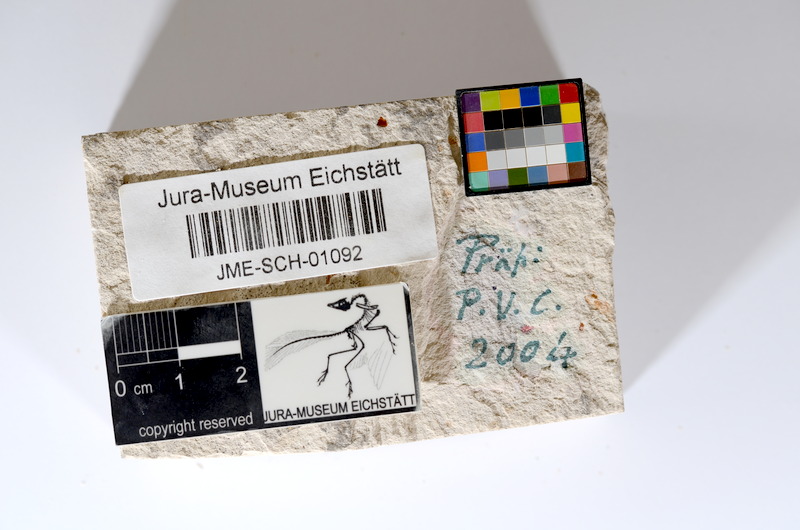 Jura-Museum Eichstätt
JME-SCH-01092
0 cm 1 2
copyright reserved
JURA-MUSEUM EICHSTÄTT
Präp:
P.V.C.
2004